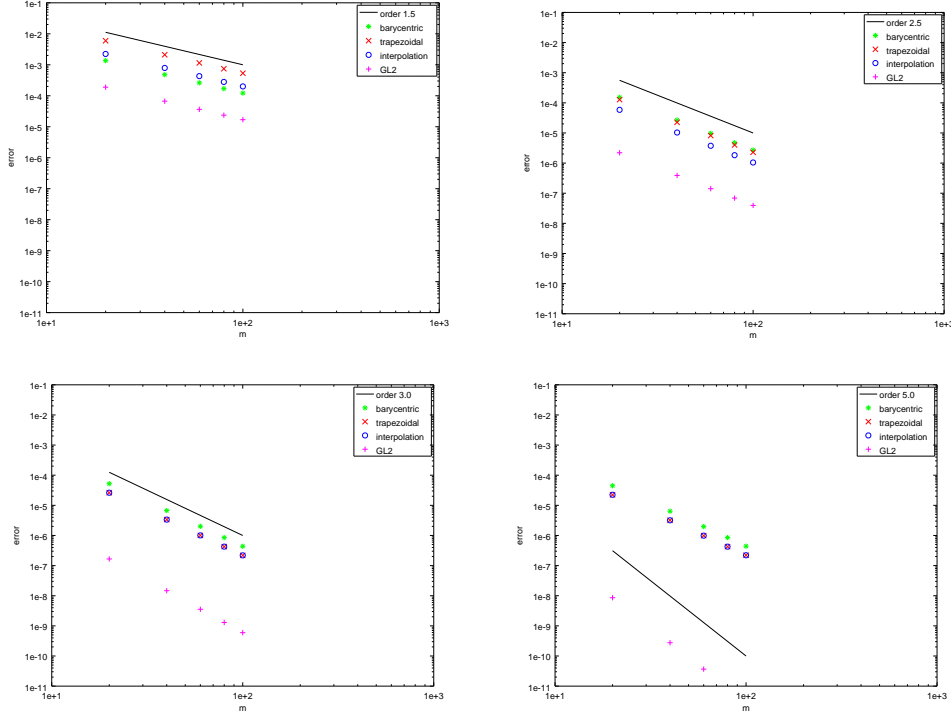 1e-1
1e-2
1e-3
1e-4
1e-5
1e-6
1e-7
1e-8
1e-9
1e-10
1e-11
error
1e+1
1e+2
1e+3
m
order 1.5
barycentric
trapezoidal
interpolation
GL2
1e-1
1e-2
1e-3
1e-4
1e-5
1e-6
1e-7
1e-8
1e-9
1e-10
1e-11
error
1e+1
1e+2
1e+3
m
order 2.5
barycentric
trapezoidal
interpolation
GL2
1e-1
1e-2
1e-3
1e-4
1e-5
1e-6
1e-7
1e-8
1e-9
1e-10
1e-11
error
1e+1
1e+2
1e+3
m
order 3.0
barycentric
trapezoidal
interpolation
GL2
1e-1
1e-2
1e-3
1e-4
1e-5
1e-6
1e-7
1e-8
1e-9
1e-10
1e-11
error
1e+1
1e+2
1e+3
m
order 5.0
barycentric
trapezoidal
interpolation
GL2